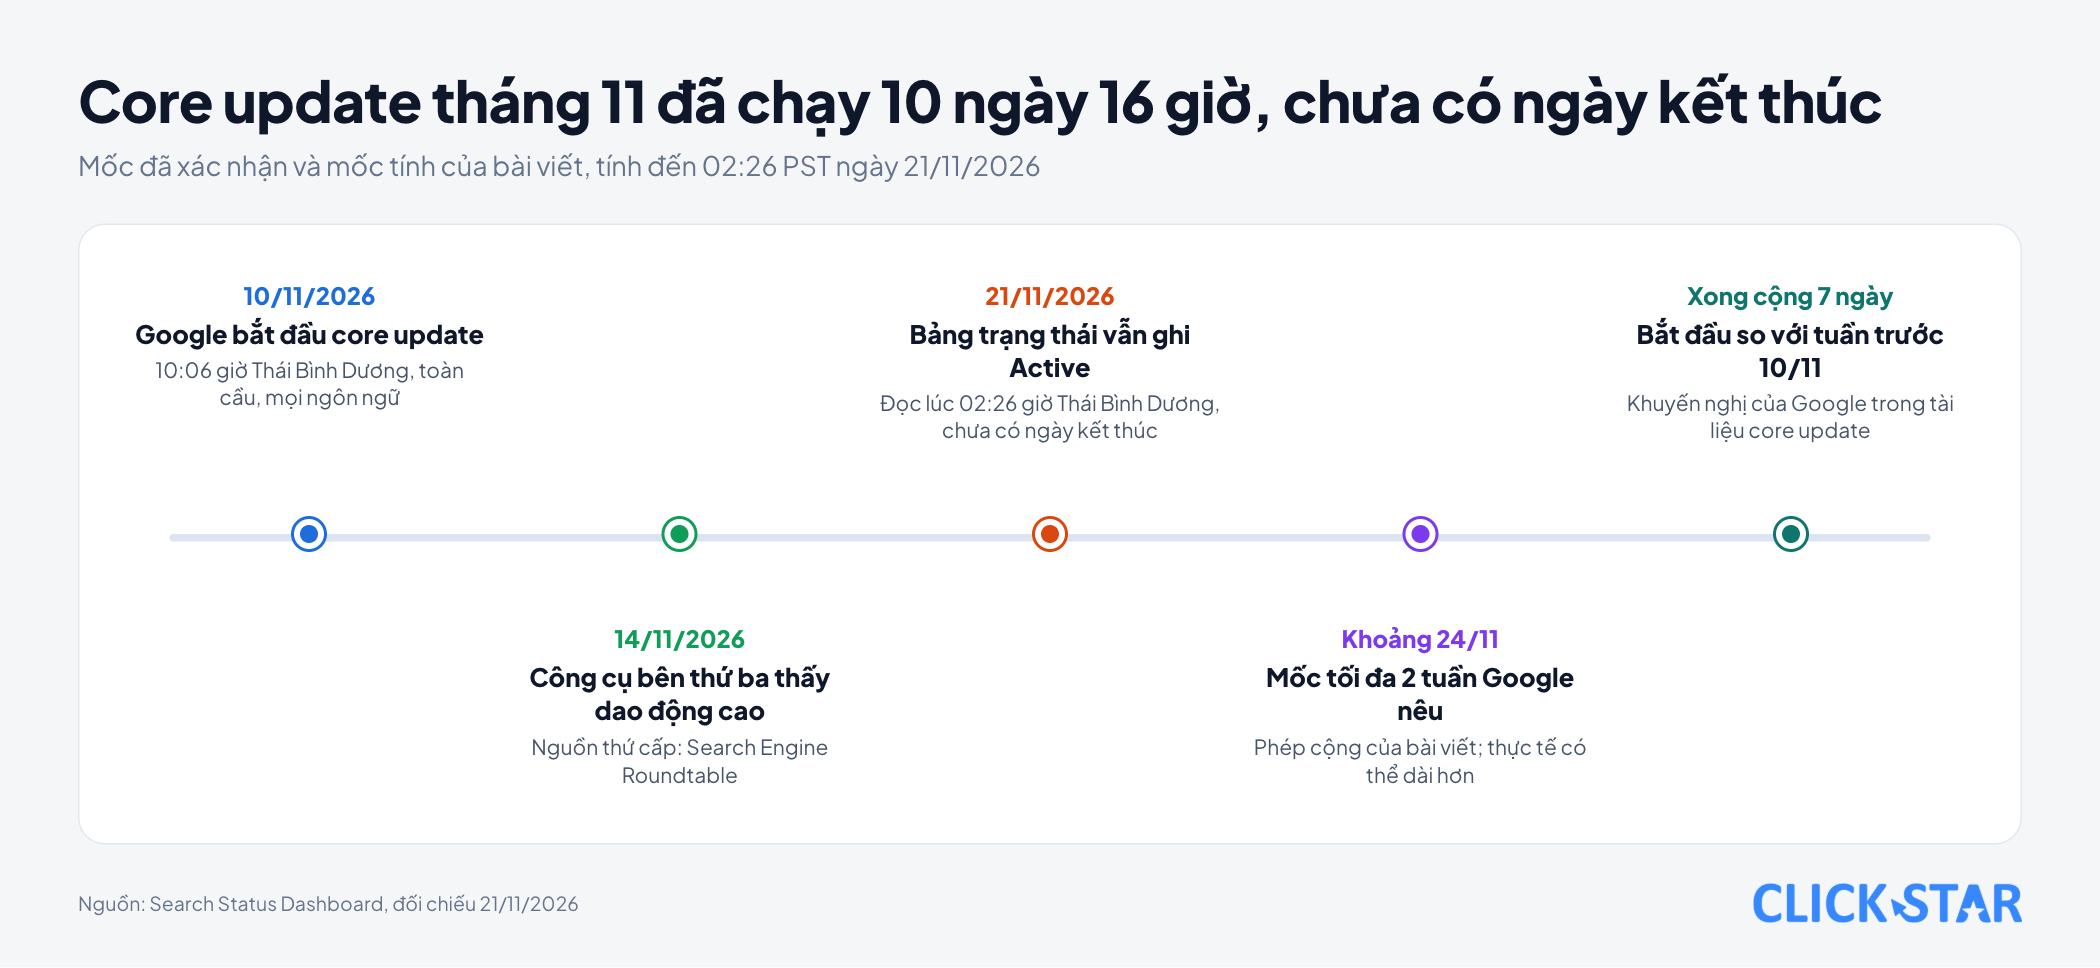 Core update tháng 11 đã chạy 10 ngày 16 giờ, chưa có ngày kết thúc
Mốc đã xác nhận và mốc tính của bài viết, tính đến 02:26 PST ngày 21/11/2026
10/11/2026
Google bắt đầu core update
10:06 giờ Thái Bình Dương, toàn
cầu, mọi ngôn ngữ
14/11/2026
Công cụ bên thứ ba thấy
dao động cao
Nguồn thứ cấp: Search Engine
Roundtable
21/11/2026
Bảng trạng thái vẫn ghi
Active
Đọc lúc 02:26 giờ Thái Bình Dương,
chưa có ngày kết thúc
Khoảng 24/11
Mốc tối đa 2 tuần Google
nêu
Phép cộng của bài viết; thực tế có
thể dài hơn
Xong cộng 7 ngày
Bắt đầu so với tuần trước
10/11
Khuyến nghị của Google trong tài
liệu core update
Nguồn: Search Status Dashboard, đối chiếu 21/11/2026
CLICK STAR